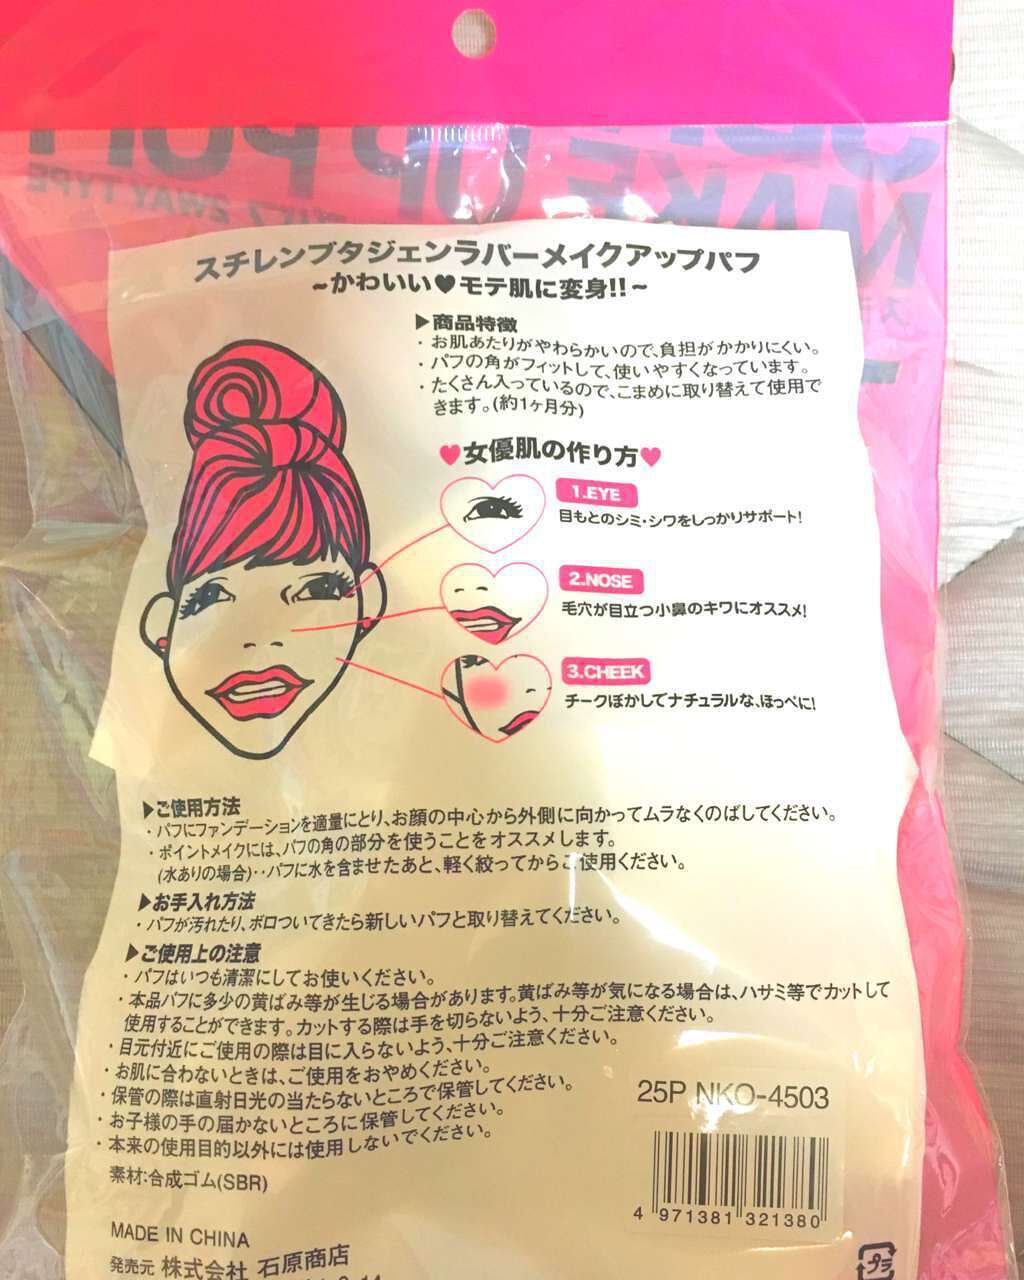 スチレンブタジェンラバーメイクアップパフ
~かわいい♥モテ肌に変身!!~
▶商品特徴
・お肌あたりがやわらかいので、負担がかかりにくい。
・パフの角がフィットして、使いやすくなっています。
・たくさん入っているので、こまめに取り替えて使用で
きます。(約1ヶ月分)
♥女優肌の作り方♥
1.EYE
目もとのシミ・シワをしっかりサポート!
2.NOSE
毛穴が目立つ小鼻のキワにオススメ!
3.CHEEK
チークぼかしてナチュラルな、ほっぺに!
▶ご使用方法
・パフにファンデーションを適量にとり、お顔の中心から外側に向かってムラなくのばしてください。
・ポイントメイクには、パフの角の部分を使うことをオススメします。
(水ありの場合)‥パフに水を含ませたあと、軽く絞ってからご使用ください。
▶お手入れ方法
・パフが汚れたり、ボロついてきたら新しいパフと取り替えてください。
▶ご使用上の注意
・パフはいつも清潔にしてお使いください。
・本品パフに多少の黄ばみ等が生じる場合があります。黄ばみ等が気になる場合は、ハサミ等でカットして
使用することができます。カットする際は手を切らないよう、十分ご注意ください。
・目元付近にご使用の際は目に入らないよう、十分ご注意ください。
・お肌に合わないときは、ご使用をおやめください。
・保管の際は直射日光の当たらないところで保管してください。
・お子様の手の届かないところに保管してください。
・本来の使用目的以外には使用しないでください。
素材:合成ゴム(SBR)
25P NKO-4503
4 971381 321380
MADE IN CHINA
発売元 株式会社 石原商店
プラ
MAKE UP PUFF
2WAY TYPE